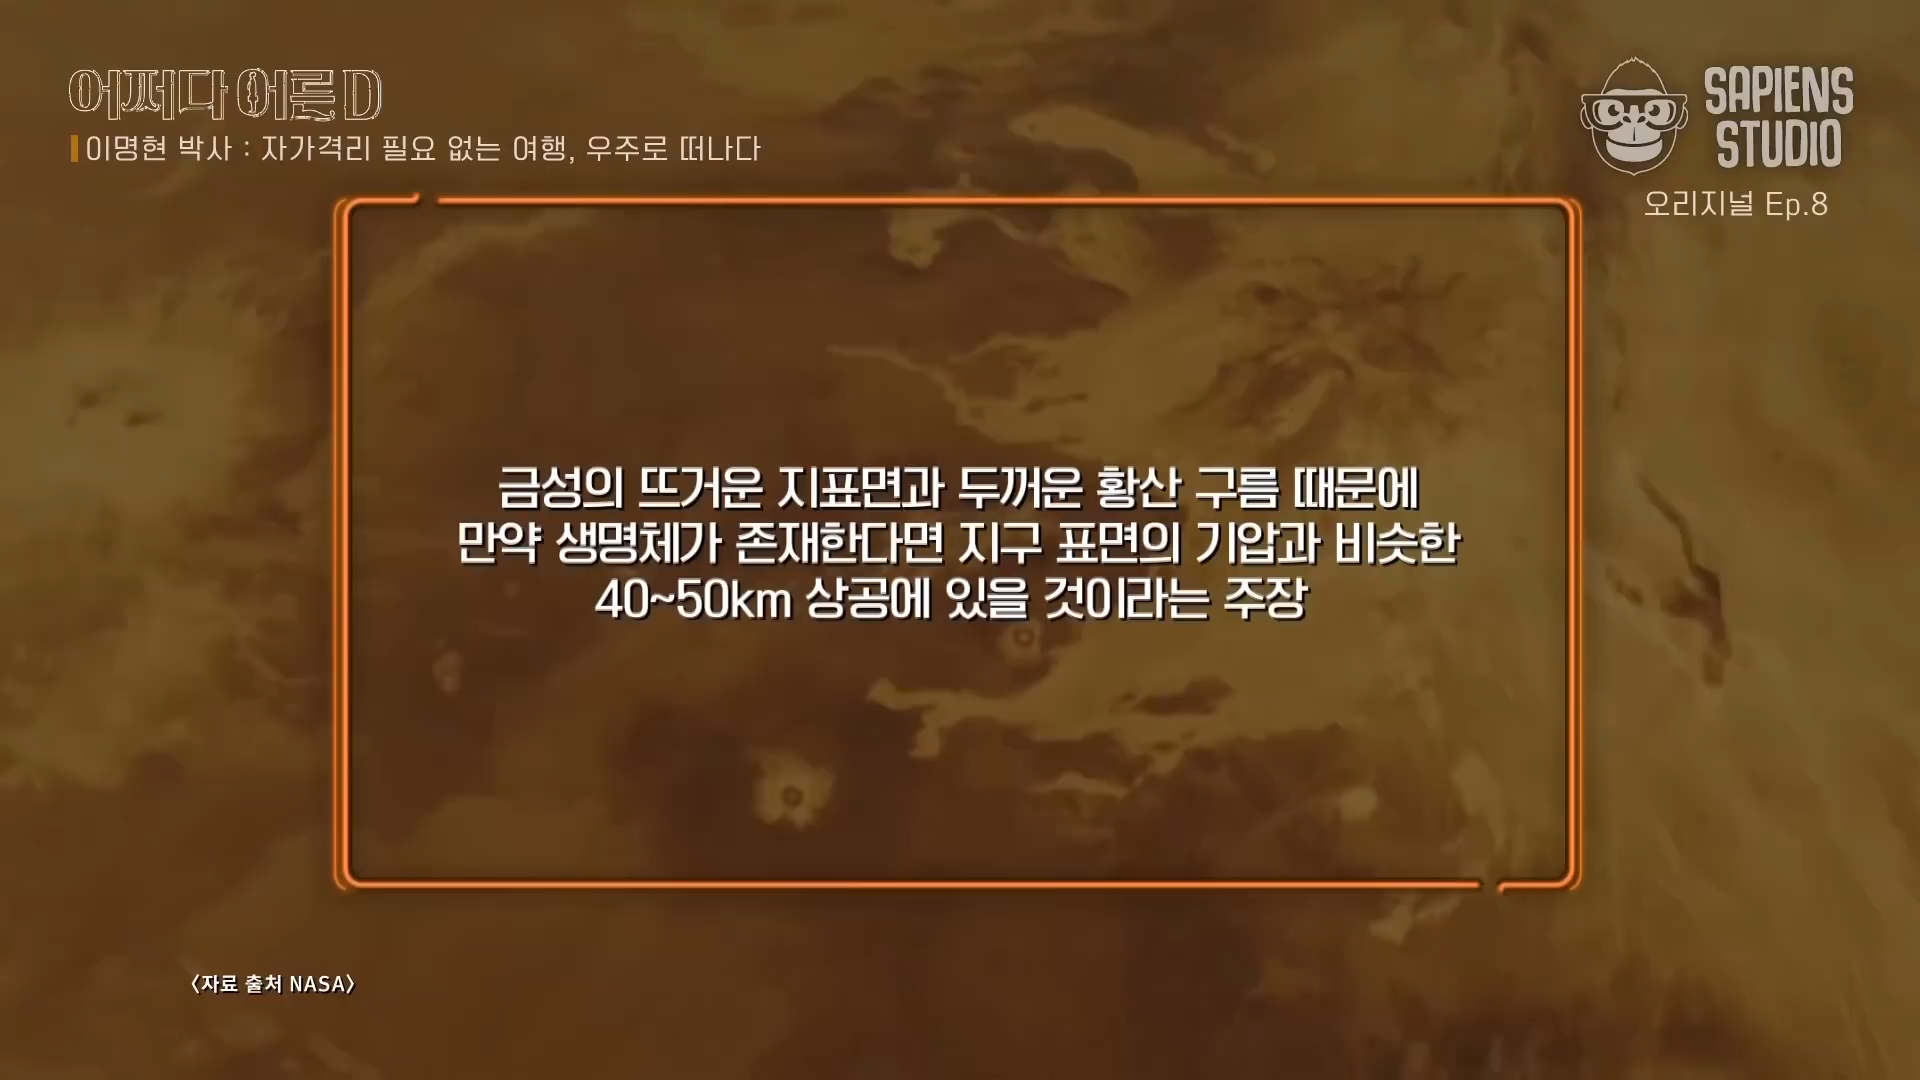 어쩌다 어른 D
이명현 박사 : 자가격리 필요 없는 여행, 우주로 떠나다
SAPIENS
STUDIO
오리지널 Ep.8
금성의 뜨거운 지표면과 두꺼운 황산 구름 때문에
만약 생명체가 존재한다면 지구 표면의 기압과 비슷한
40~50km 상공에 있을 것이라는 주장
〈자료 출처 NASA〉